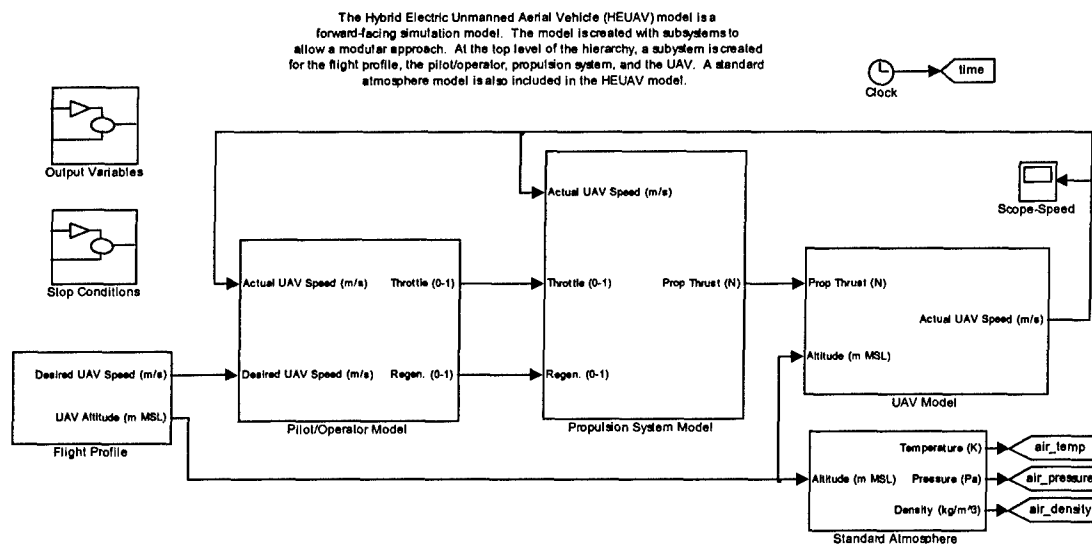 The Hybrid Electric Unmanned Aerial Vehicle (HEUAV) model is a
forward-facing simulation model. The model is created with subsystems to
allow a modular approach. At the top level of the hierarchy, a subsystem is created
for the flight profile, the pilot/operator, propulsion system, and the UAV. A standard
atmosphere model is also included in the HEUAV model.
time
Clock
Output Variables
Stop Conditions
Scope-Speed
Actual UAV Speed (m/s)
Throttle (0-1)
Desired UAV Speed (m/s)
Regen. (0-1)
Pilot/Operator Model
Actual UAV Speed (m/s)
Throttle (0-1)
Prop Thrust (N)
Regen. (0-1)
Propulsion System Model
Prop Thrust (N)
Actual UAV Speed (m/s)
Altitude (m MSL)
UAV Model
Desired UAV Speed (m/s)
UAV Altitude (m MSL)
Flight Profile
Temperature (K)
Altitude (m MSL)
Pressure (Pa)
Density (kg/m^3)
Standard Atmosphere
air_temp
air_pressure
air_density